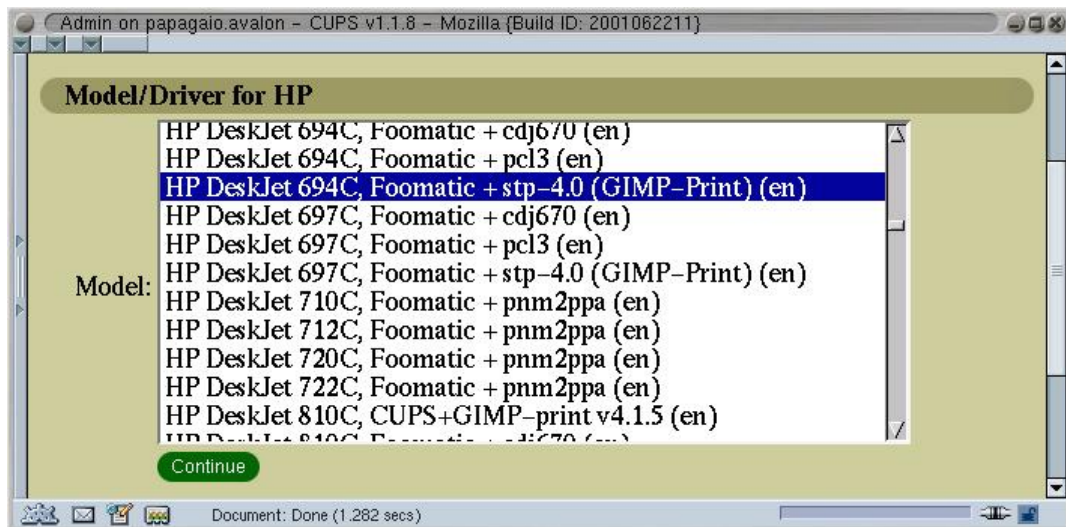 Admin on papagaio.avalon – CUPS v1.1.8 – Mozilla {Build ID: 2001062211}
Model/Driver for HP
HP DeskJet 694C, Foomatic + cdj670 (en)
HP DeskJet 694C, Foomatic + pcl3 (en)
HP DeskJet 694C, Foomatic + stp–4.0 (GIMP–Print) (en)
HP DeskJet 697C, Foomatic + cdj670 (en)
HP DeskJet 697C, Foomatic + pcl3 (en)
HP DeskJet 697C, Foomatic + stp–4.0 (GIMP–Print) (en)
Model:
HP DeskJet 710C, Foomatic + pnm2ppa (en)
HP DeskJet 712C, Foomatic + pnm2ppa (en)
HP DeskJet 720C, Foomatic + pnm2ppa (en)
HP DeskJet 722C, Foomatic + pnm2ppa (en)
HP DeskJet 810C, CUPS+GIMP–print v4.1.5 (en)
Continue
Document: Done (1.282 secs)